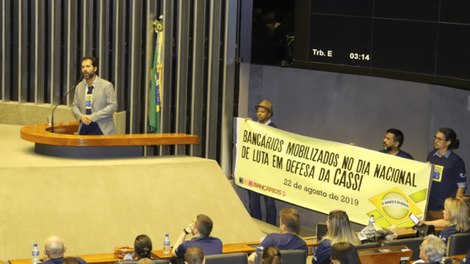 Trb. E 03:14
BANCÁRIOS MOBILIZADOS NO DIA NACIONAL
DE LUTA EM DEFESA DA CASSI
BANCÁRIOS
22 de agosto de 2019